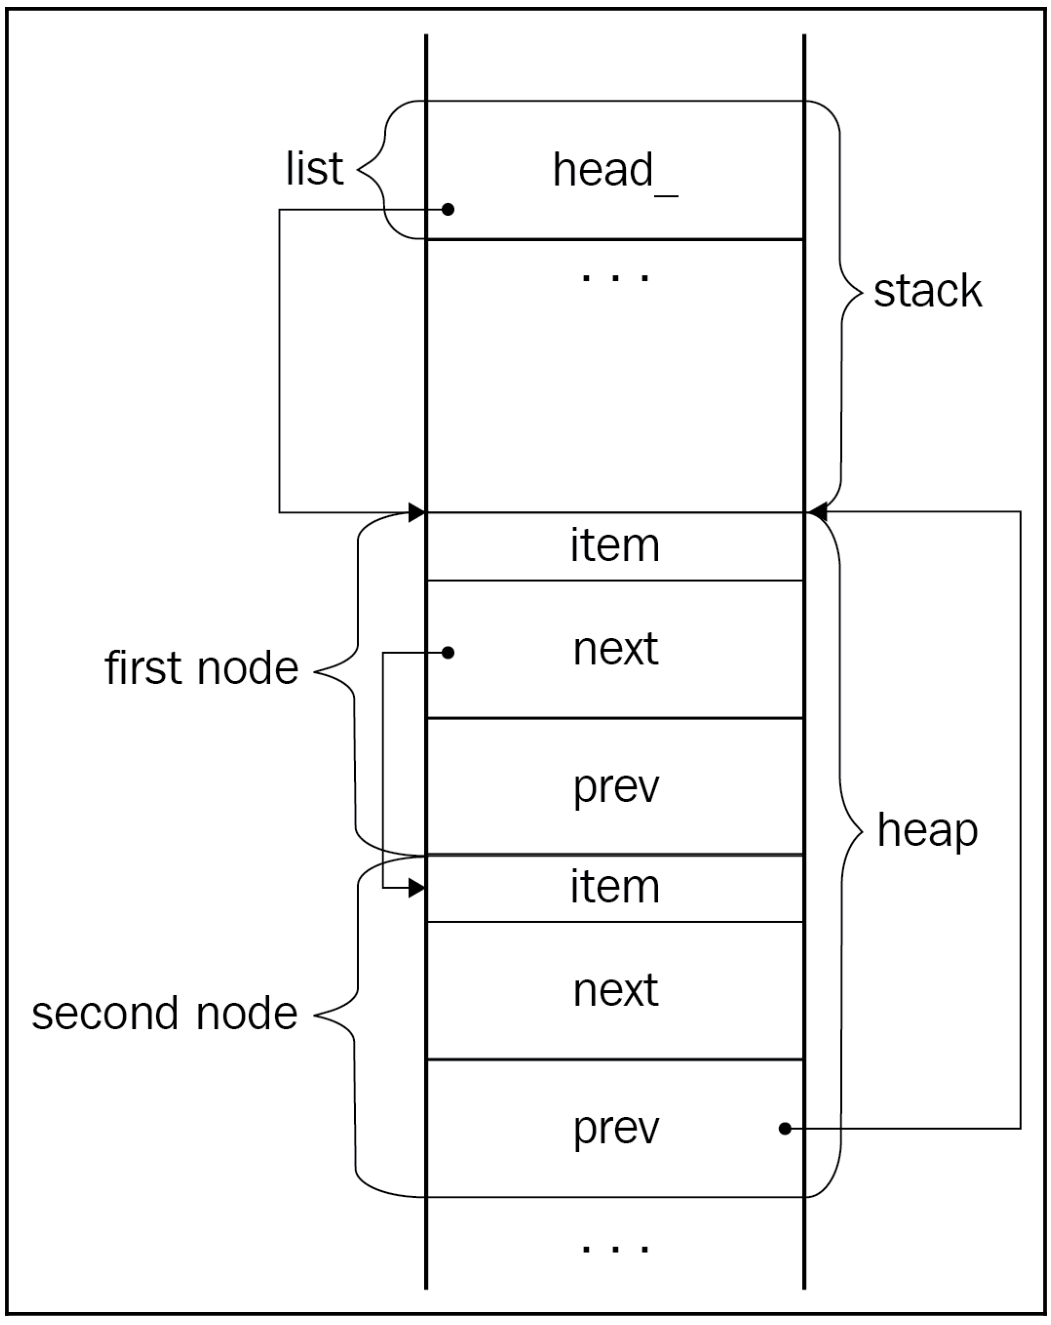 list
head_
. . .
stack
item
first node
next
prev
heap
item
second node
next
prev
. . .